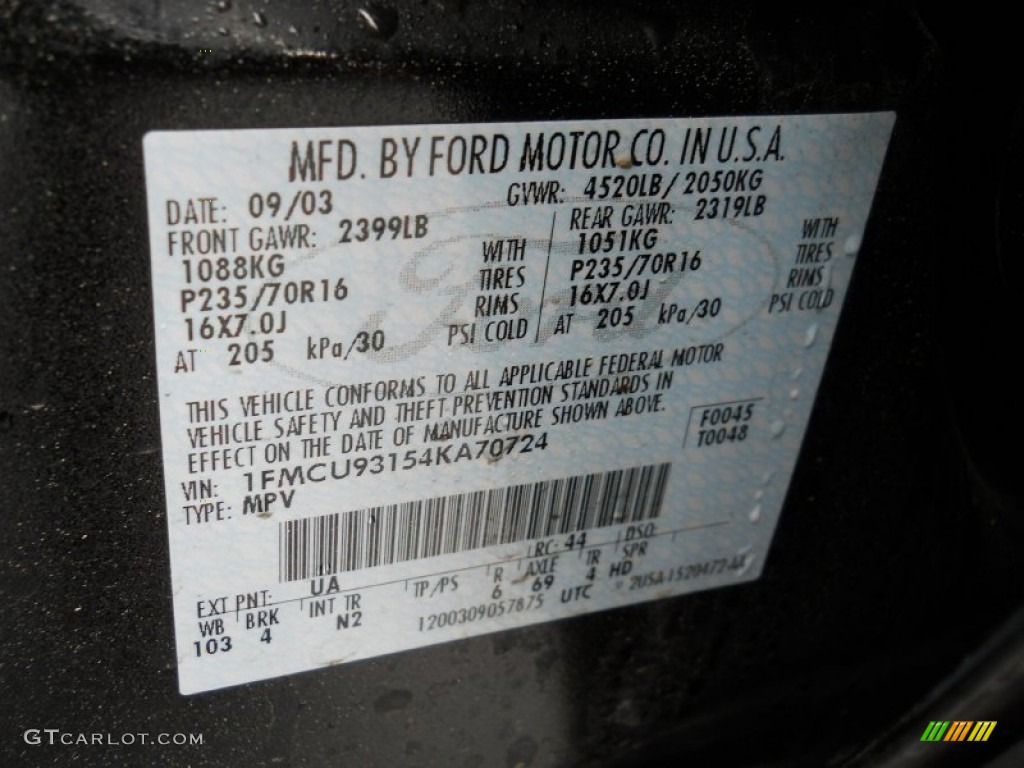 MFD. BY FORD MOTOR CO. IN U.S.A.
DATE: 09/03 GVWR: 4520LB/ 2050KG
FRONT GAWR: 2399LB REAR GAWR: 2319LB
1088KG WITH 1051KG WITH
P235/70R16 TIRES P235/70R16 TIRES
16X7.0J RIMS 16X7.0J RIMS
AT 205 kPa/30 PSI COLD AT 205 kPa/30 PSI COLD
Ford
THIS VEHICLE CONFORMS TO ALL APPLICABLE FEDERAL MOTOR
VEHICLE SAFETY AND THEFT PREVENTION STANDARDS IN
EFFECT ON THE DATE OF MANUFACTURE SHOWN ABOVE.
F0045
T0048
VIN: 1FMCU93154KA70724
TYPE: MPV
EXT PNT: UA RC: 44 DSO:
WB BRK INT TR TP/PS R AXLE TR SPR
103 4 N2 6 69 4 HD
1200309057875 UTC 2USA-1520472-AA
GTCARLOT.COM